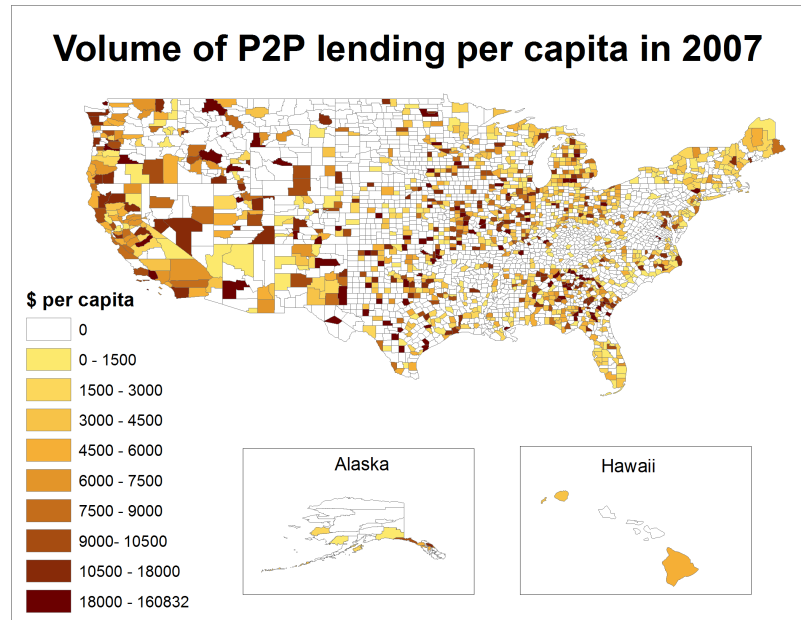 Volume of P2P lending per capita in 2007
$ per capita
0
0 - 1500
1500 - 3000
3000 - 4500
4500 - 6000
6000 - 7500
7500 - 9000
9000- 10500
10500 - 18000
18000 - 160832
Alaska
Hawaii